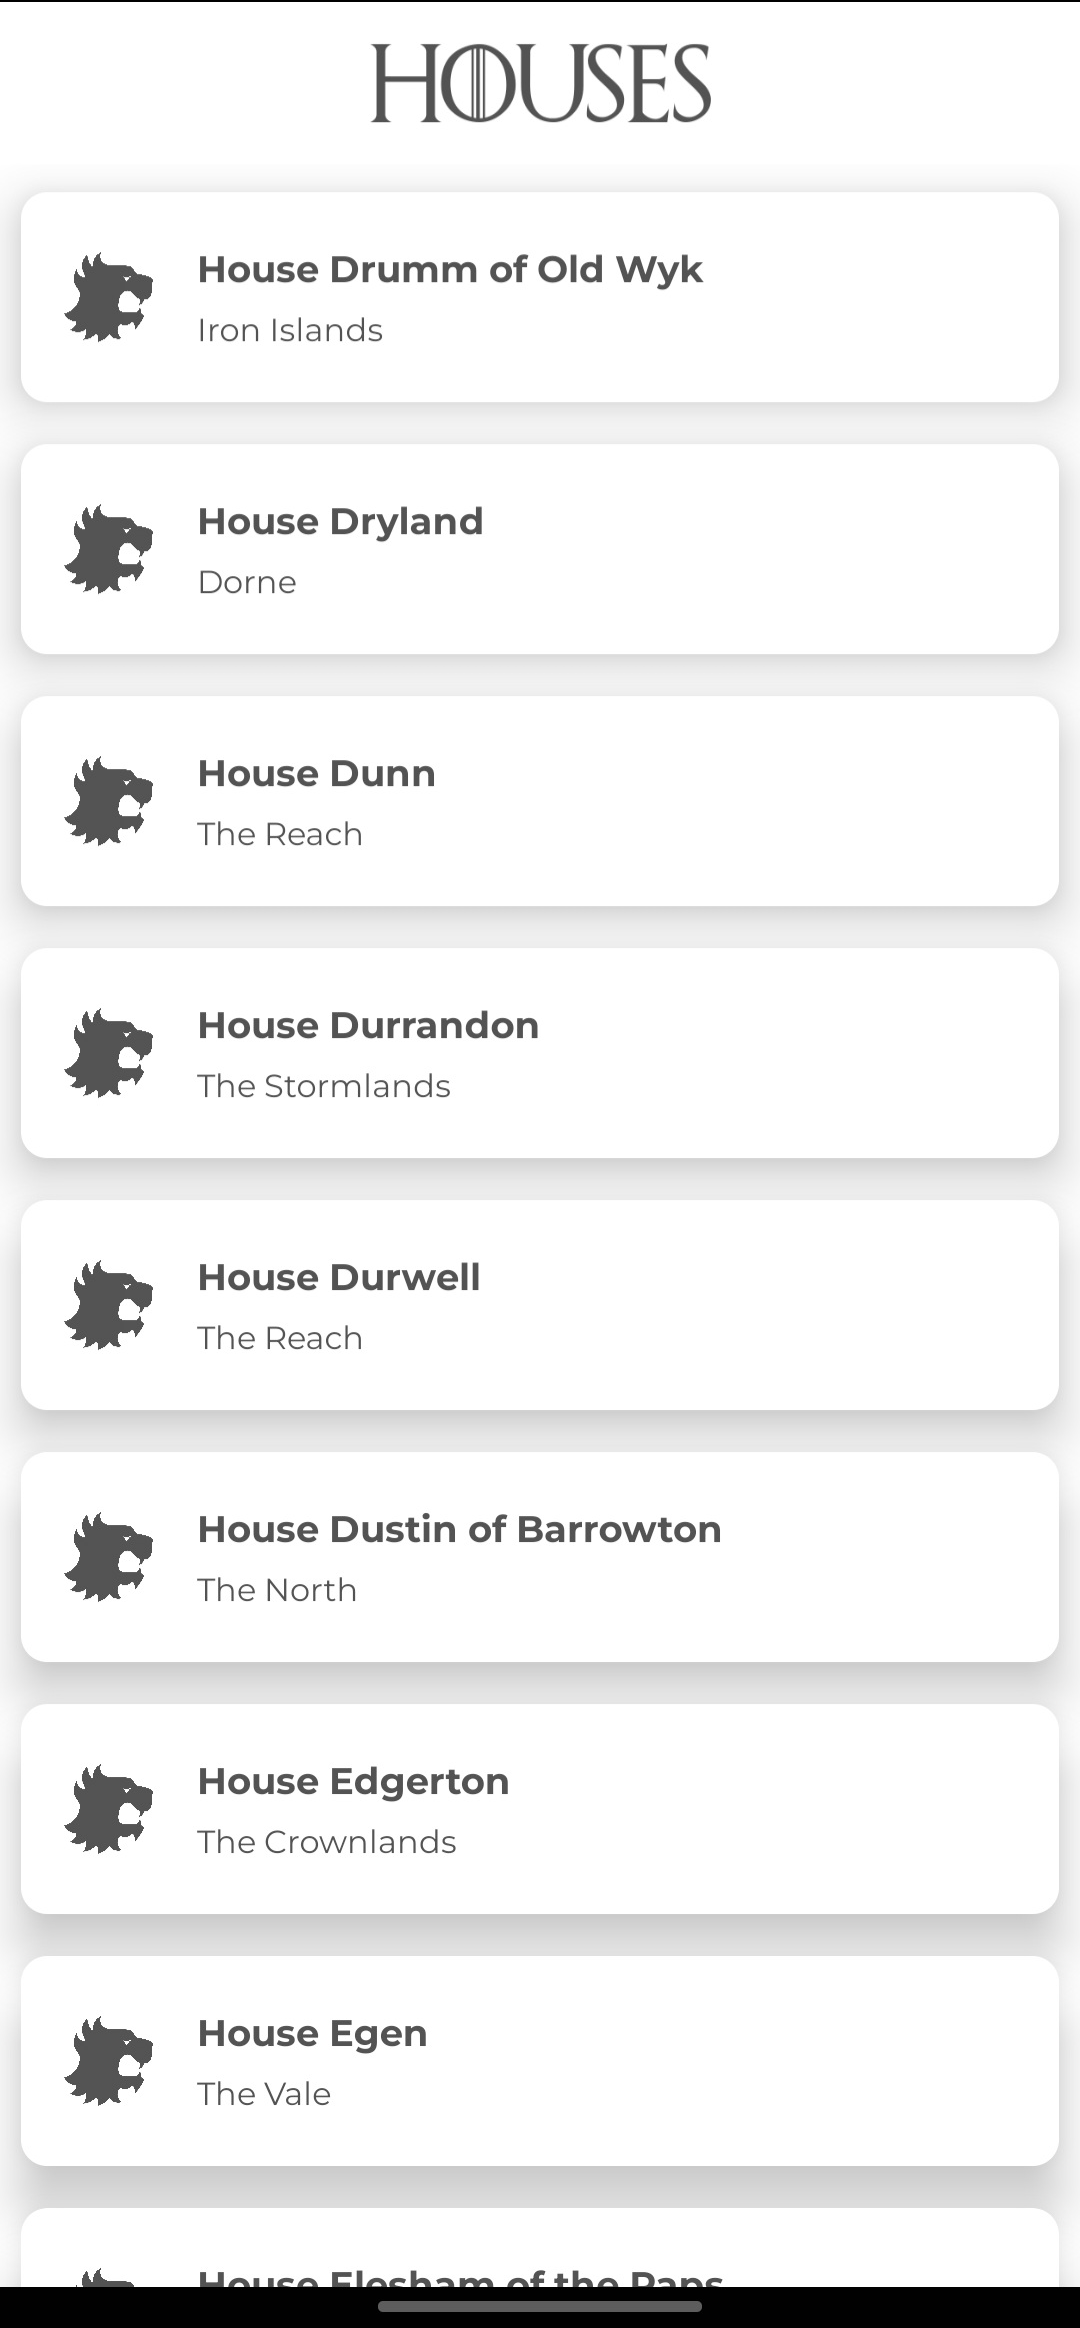 HOUSES
House Drumm of Old Wyk
Iron Islands
House Dryland
Dorne
House Dunn
The Reach
House Durrandon
The Stormlands
House Durwell
The Reach
House Dustin of Barrowton
The North
House Edgerton
The Crownlands
House Egen
The Vale
House Elesham of the Paps